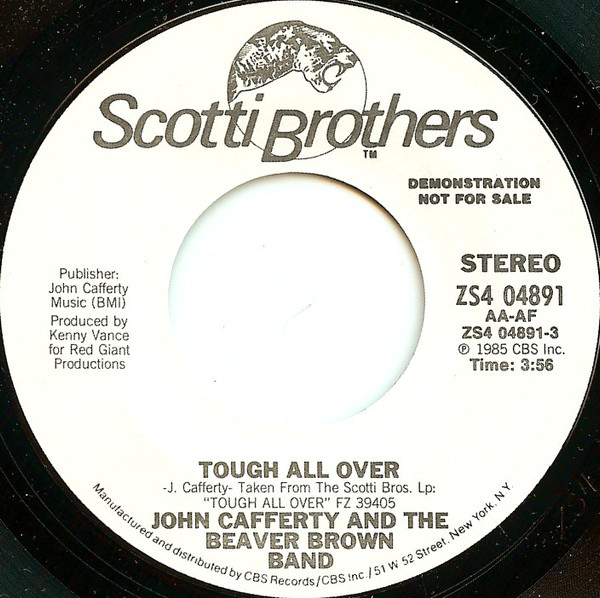 Scotti Brothers
TM
DEMONSTRATION
NOT FOR SALE
Publisher:
John Cafferty
Music (BMI)
Produced by
Kenny Vance
for Red Giant
Productions
STEREO
ZS4 04891
AA-AF
ZS4 04891-3
℗ 1985 CBS Inc.
Time: 3:56
TOUGH ALL OVER
-J. Cafferty- Taken From The Scotti Bros. Lp:
"TOUGH ALL OVER" FZ 39405
JOHN CAFFERTY AND THE
BEAVER BROWN
BAND
Manufactured and distributed by CBS Records/CBS Inc./51 W 52 Street, New York, N.Y.